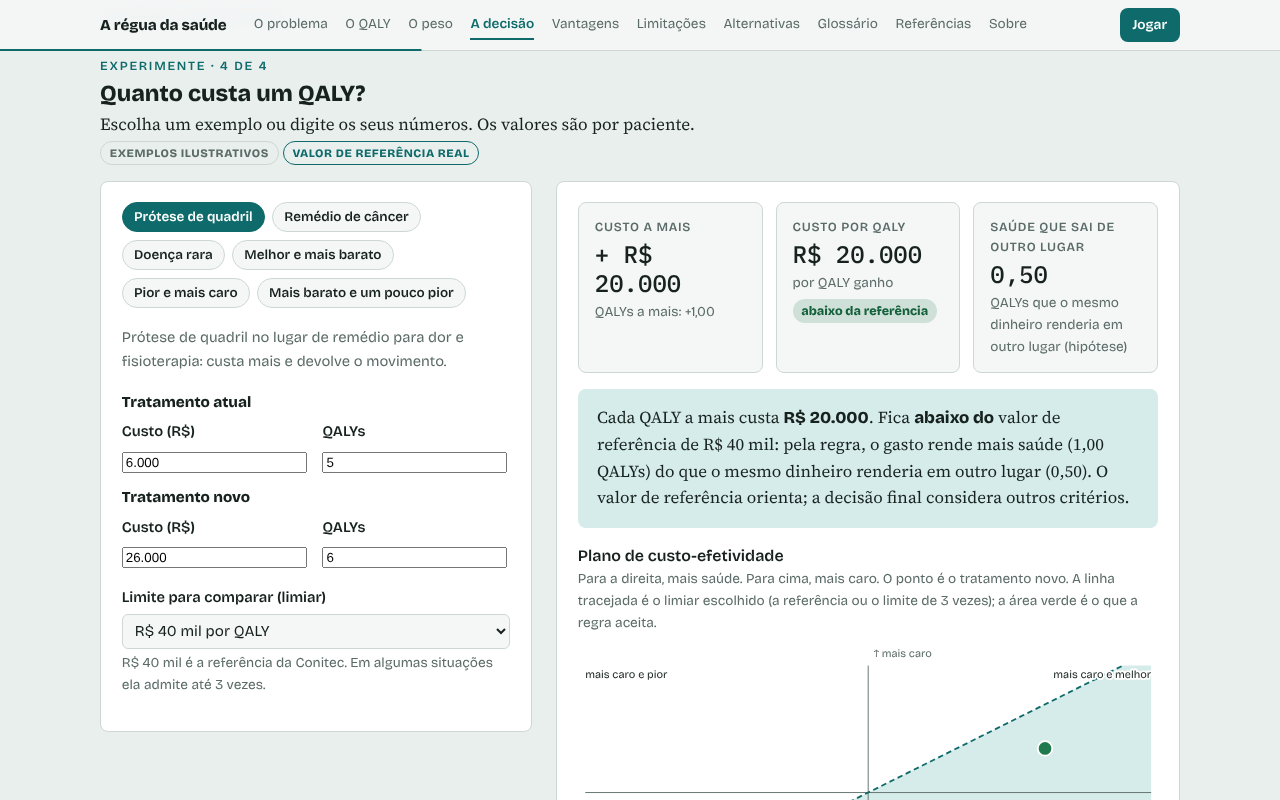 A régua da saúde
O problema
O QALY
O peso
A decisão
Vantagens
Limitações
Alternativas
Glossário
Referências
Sobre
Jogar
EXPERIMENTE · 4 DE 4
Quanto custa um QALY?
Escolha um exemplo ou digite os seus números. Os valores são por paciente.
EXEMPLOS ILUSTRATIVOS
VALOR DE REFERÊNCIA REAL
Prótese de quadril
Remédio de câncer
Doença rara
Melhor e mais barato
Pior e mais caro
Mais barato e um pouco pior
Prótese de quadril no lugar de remédio para dor e
fisioterapia: custa mais e devolve o movimento.
Tratamento atual
Custo (R$)
QALYs
6.000
5
Tratamento novo
Custo (R$)
QALYs
26.000
6
Limite para comparar (limiar)
R$ 40 mil por QALY
R$ 40 mil é a referência da Conitec. Em algumas situações
ela admite até 3 vezes.
CUSTO A MAIS
+ R$
20.000
QALYs a mais: +1,00
CUSTO POR QALY
R$ 20.000
por QALY ganho
abaixo da referência
SAÚDE QUE SAI DE
OUTRO LUGAR
0,50
QALYs que o mesmo
dinheiro renderia em
outro lugar (hipótese)
Cada QALY a mais custa R$ 20.000. Fica abaixo do valor de
referência de R$ 40 mil: pela regra, o gasto rende mais saúde (1,00
QALYs) do que o mesmo dinheiro renderia em outro lugar (0,50). O
valor de referência orienta; a decisão final considera outros critérios.
Plano de custo-efetividade
Para a direita, mais saúde. Para cima, mais caro. O ponto é o tratamento novo. A linha
tracejada é o limiar escolhido (a referência ou o limite de 3 vezes); a área verde é o que a
regra aceita.
↑ mais caro
mais caro e pior
mais caro e melhor